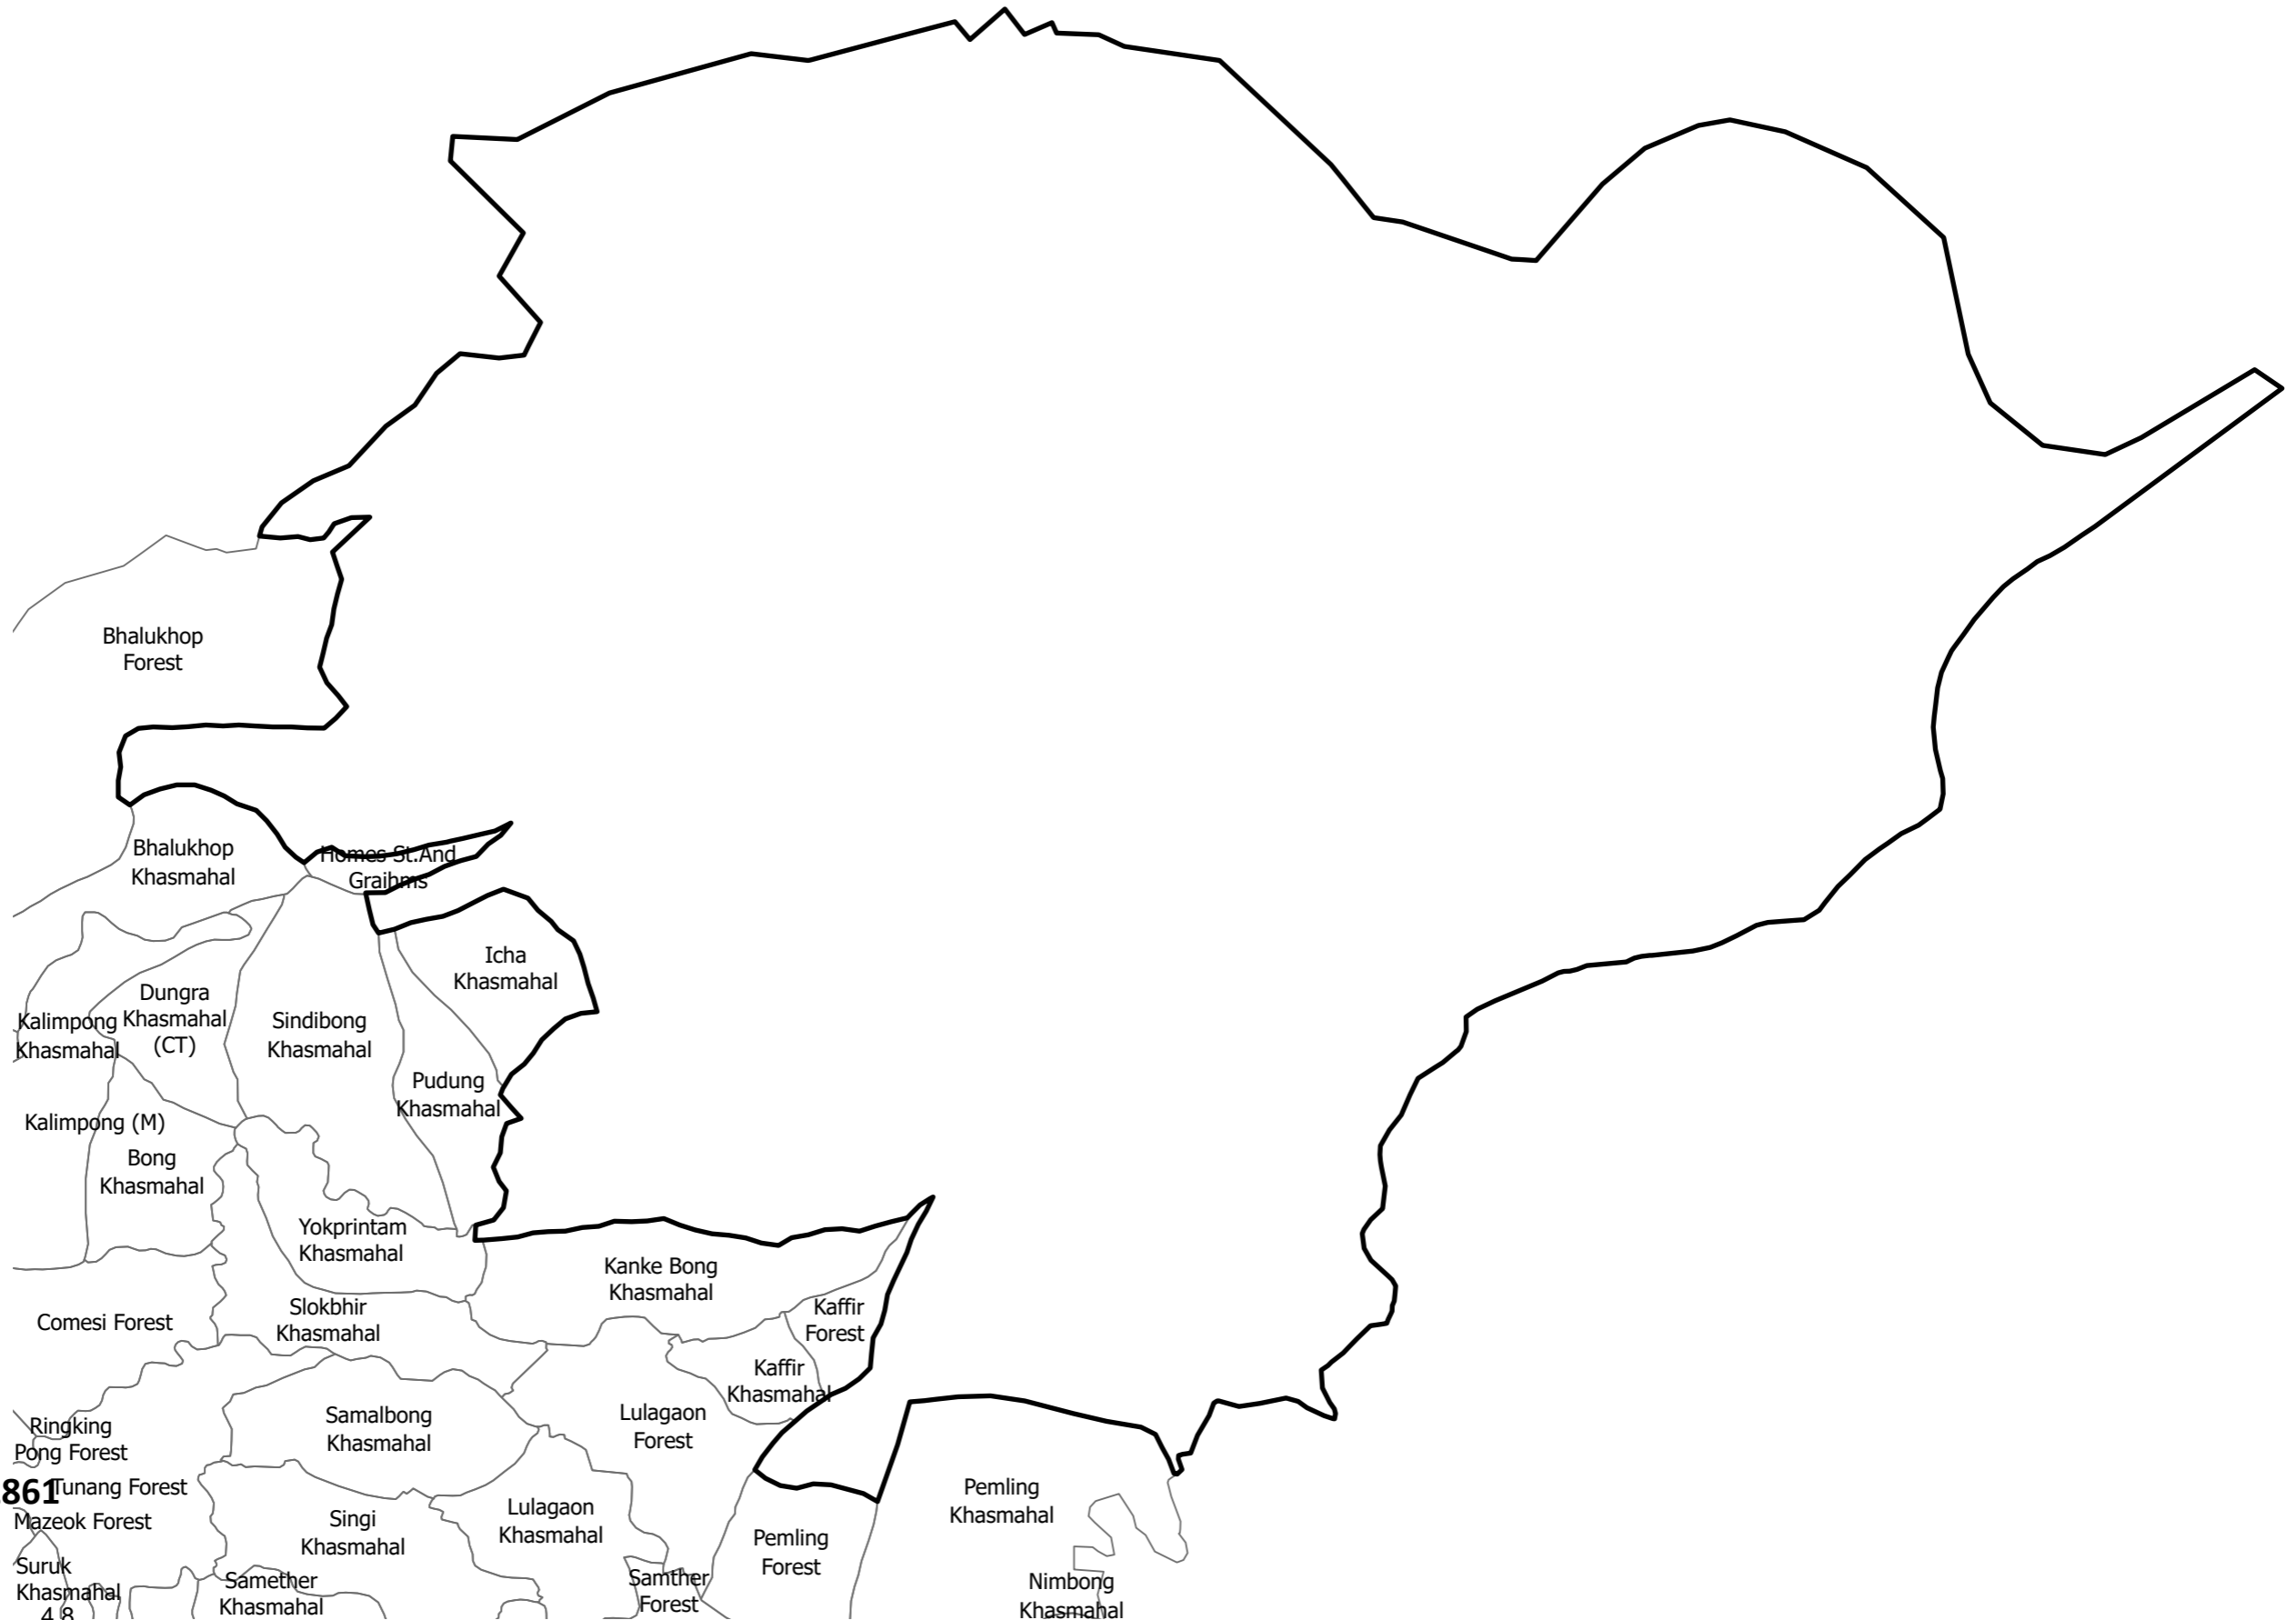 Bhalukhop
Forest
Bhalukhop
Khasmahal
Homes St.And
Graihms
Icha
Khasmahal
Dungra
Khasmahal
(CT)
Kalimpong
Khasmahal
Sindibong
Khasmahal
Pudung
Khasmahal
Kalimpong (M)
Bong
Khasmahal
Yokprintam
Khasmahal
Kanke Bong
Khasmahal
Slokbhir
Khasmahal
Kaffir
Forest
Comesi Forest
Kaffir
Khasmahal
Samalbong
Khasmahal
Lulagaon
Forest
Ringking
Pong Forest
861
Tunang Forest
Mazeok Forest
Singi
Khasmahal
Lulagaon
Khasmahal
Pemling
Khasmahal
Pemling
Forest
Suruk
Khasmahal
4.8
Samether
Khasmahal
Samther
Forest
Nimbong
Khasmahal